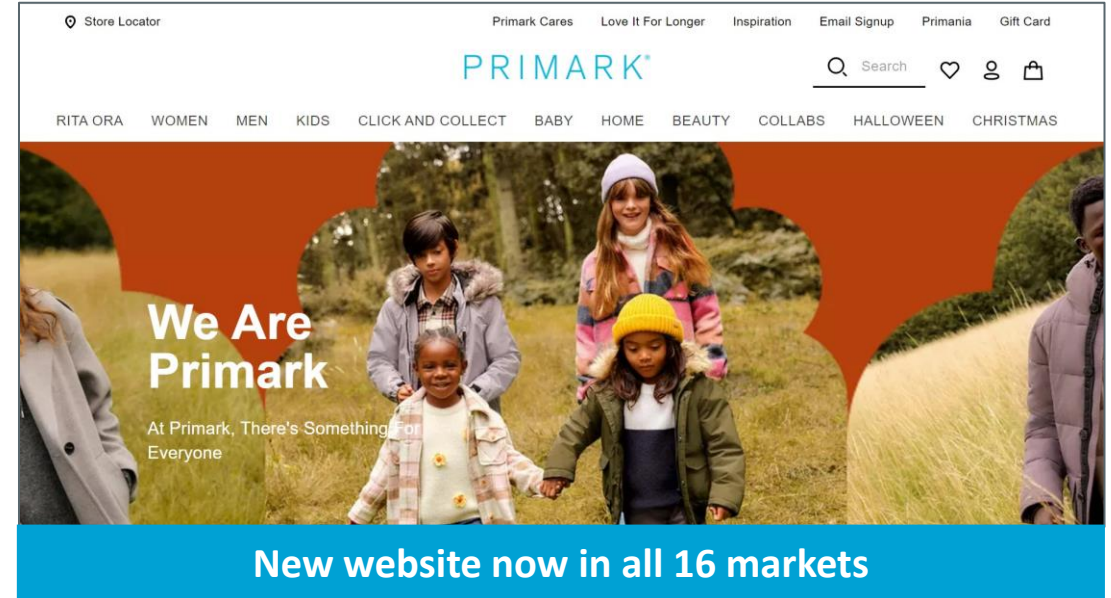 Store Locator
Primark Cares Love It For Longer Inspiration Email Signup Primania Gift Card
PRIMARK®
Search
RITA ORA WOMEN MEN KIDS CLICK AND COLLECT BABY HOME BEAUTY COLLABS HALLOWEEN CHRISTMAS
We Are
Primark
At Primark, There's Something For
Everyone
New website now in all 16 markets